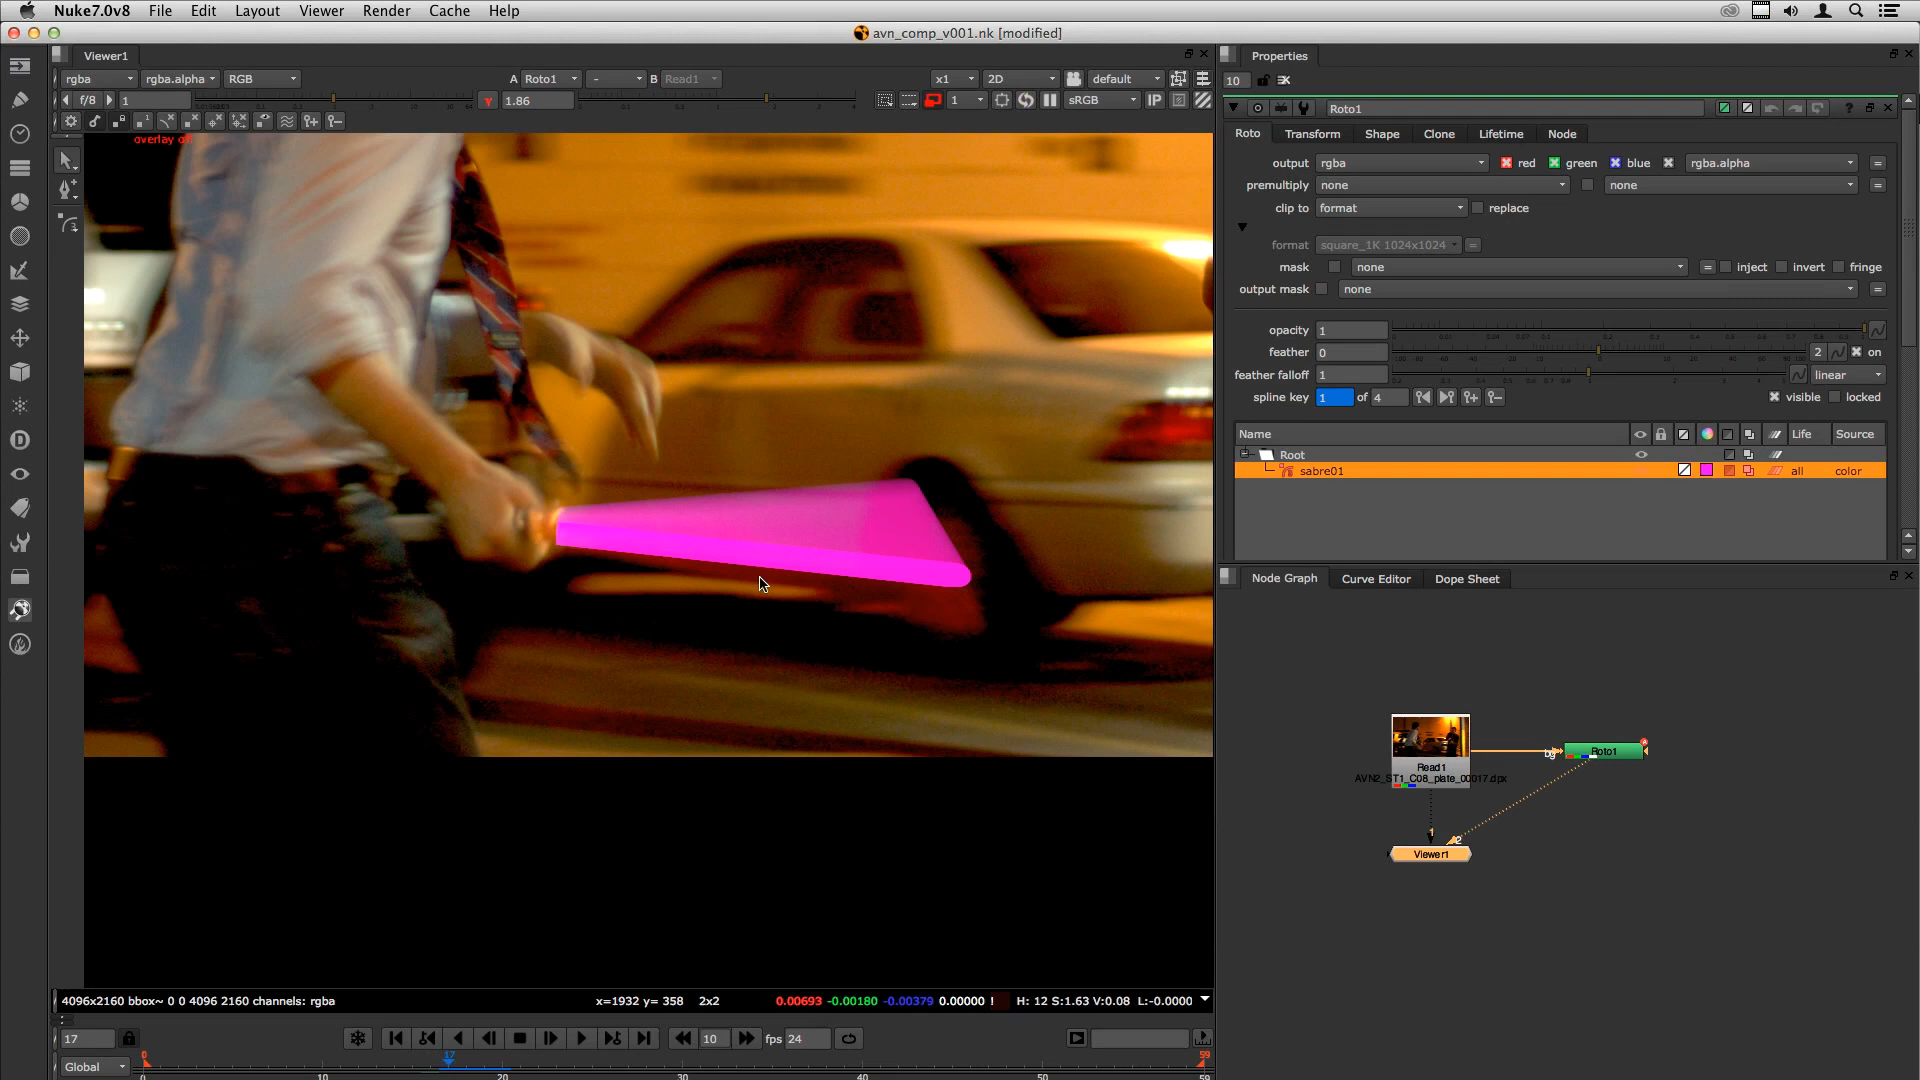 Nuke7.0v8 File Edit Layout Viewer Render Cache Help
avn_comp_v001.nk [modified]
Viewer1
rgba rgba.alpha RGB A Roto1 - B Read1 x1 2D default
f/8 1 Y 1.86 1 sRGB IP
overlay off
Properties
10
Roto1 ?
Roto Transform Shape Clone Lifetime Node
output rgba red green blue rgba.alpha =
premultiply none none =
clip to format replace
format square_1K 1024x1024 =
mask none = inject invert fringe
output mask none =
opacity 1
feather 0 2 on
feather falloff 1 linear
spline key 1 of 4 visible locked
Name Life Source
Root
sabre01 all color
Node Graph Curve Editor Dope Sheet
bg Roto1
Read1
AVN2_ST1_C08_plate_00017.dpx
1 2
Viewer1
4096x2160 bbox~ 0 0 4096 2160 channels: rgba x=1932 y= 358 2x2 0.00693 -0.00180 -0.00379 0.00000 ! H: 12 S:1.63 V:0.08 L:-0.0000
17 10 fps 24
Global 0 17 59
0 10 20 30 40 50 59